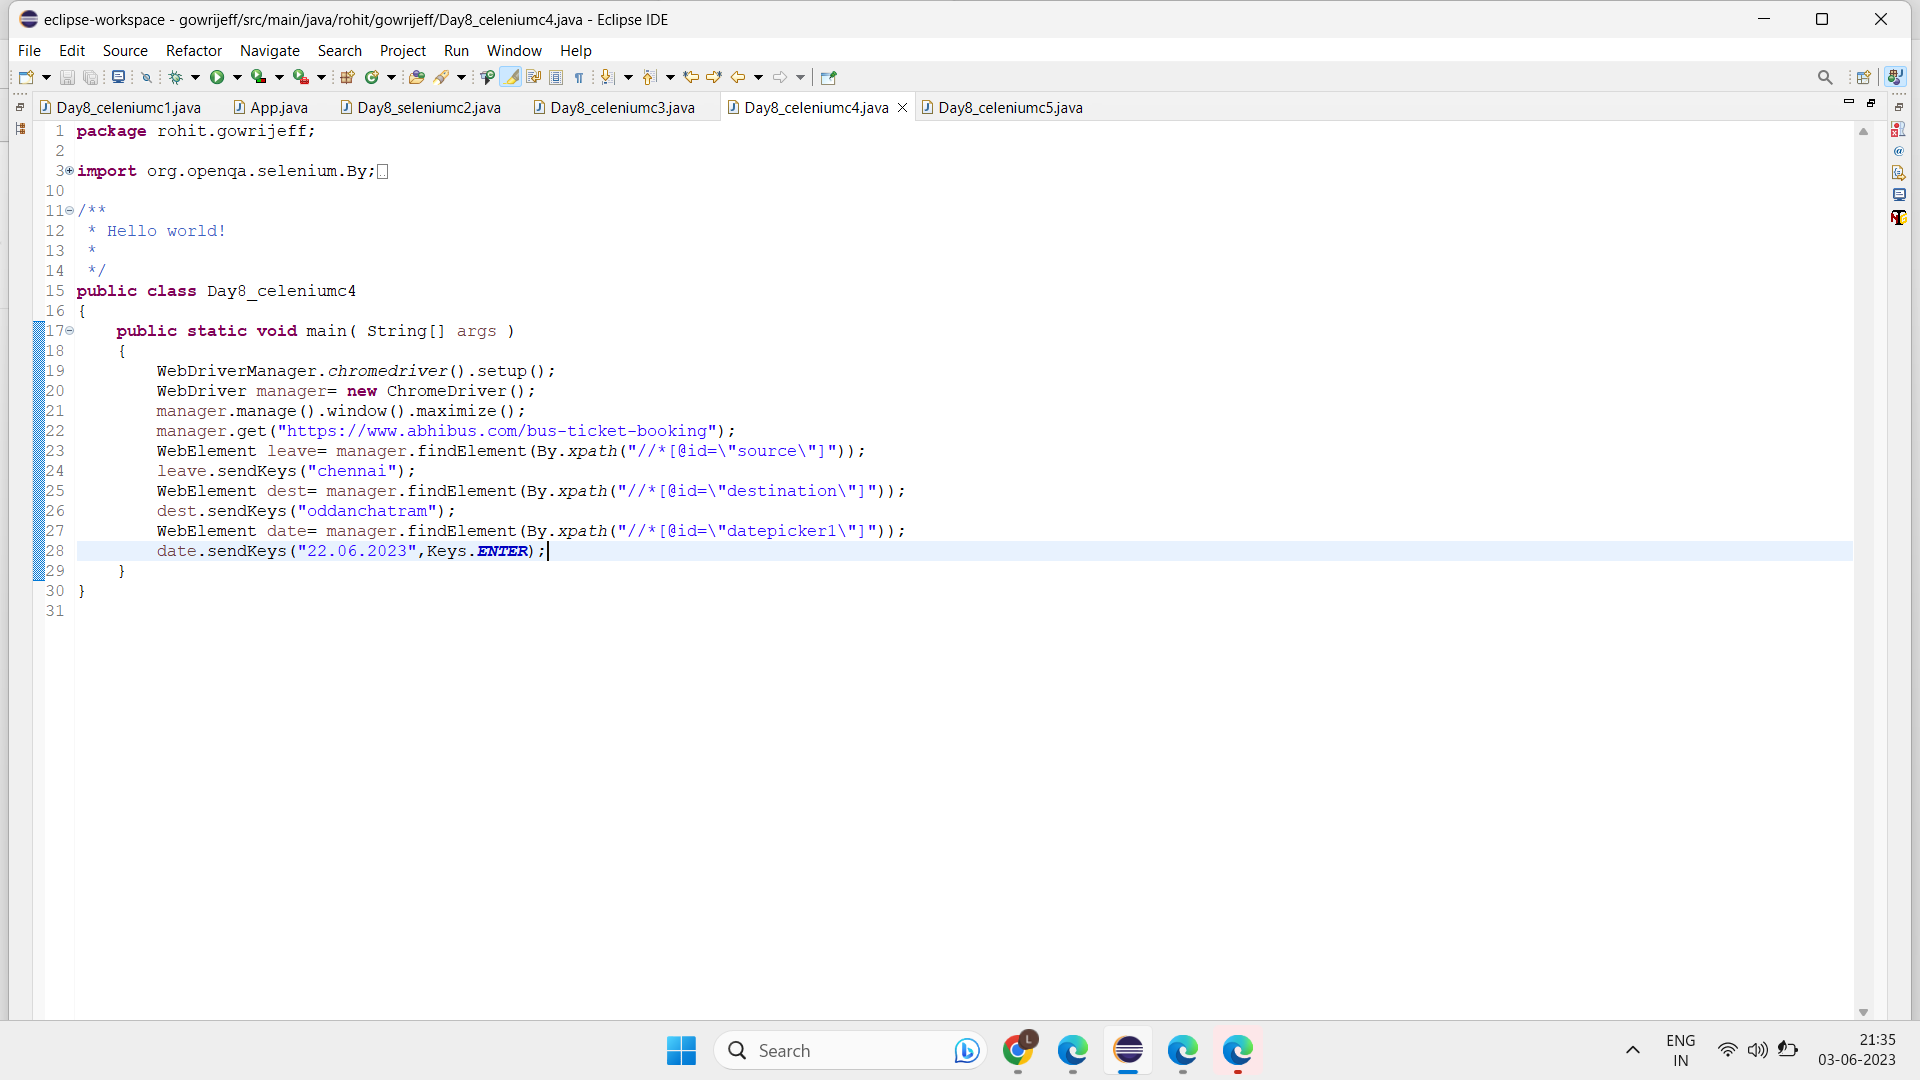 eclipse-workspace - gowrijeff/src/main/java/rohit/gowrijeff/Day8_celeniumc4.java - Eclipse IDE
File Edit Source Refactor Navigate Search Project Run Window Help
Day8_celeniumc1.java App.java Day8_seleniumc2.java Day8_celeniumc3.java Day8_celeniumc4.java Day8_celeniumc5.java
1 package rohit.gowrijeff;
2
3 import org.openqa.selenium.By;
10
11 /**
12 * Hello world!
13 *
14 */
15 public class Day8_celeniumc4
16 {
17 public static void main( String[] args )
18 {
19 WebDriverManager.chromedriver().setup();
20 WebDriver manager= new ChromeDriver();
21 manager.manage().window().maximize();
22 manager.get("https://www.abhibus.com/bus-ticket-booking");
23 WebElement leave= manager.findElement(By.xpath("//*[@id=\"source\"]"));
24 leave.sendKeys("chennai");
25 WebElement dest= manager.findElement(By.xpath("//*[@id=\"destination\"]"));
26 dest.sendKeys("oddanchatram");
27 WebElement date= manager.findElement(By.xpath("//*[@id=\"datepicker1\"]"));
28 date.sendKeys("22.06.2023",Keys.ENTER);
29 }
30 }
31
Search
L
ENG
IN
21:35
03-06-2023